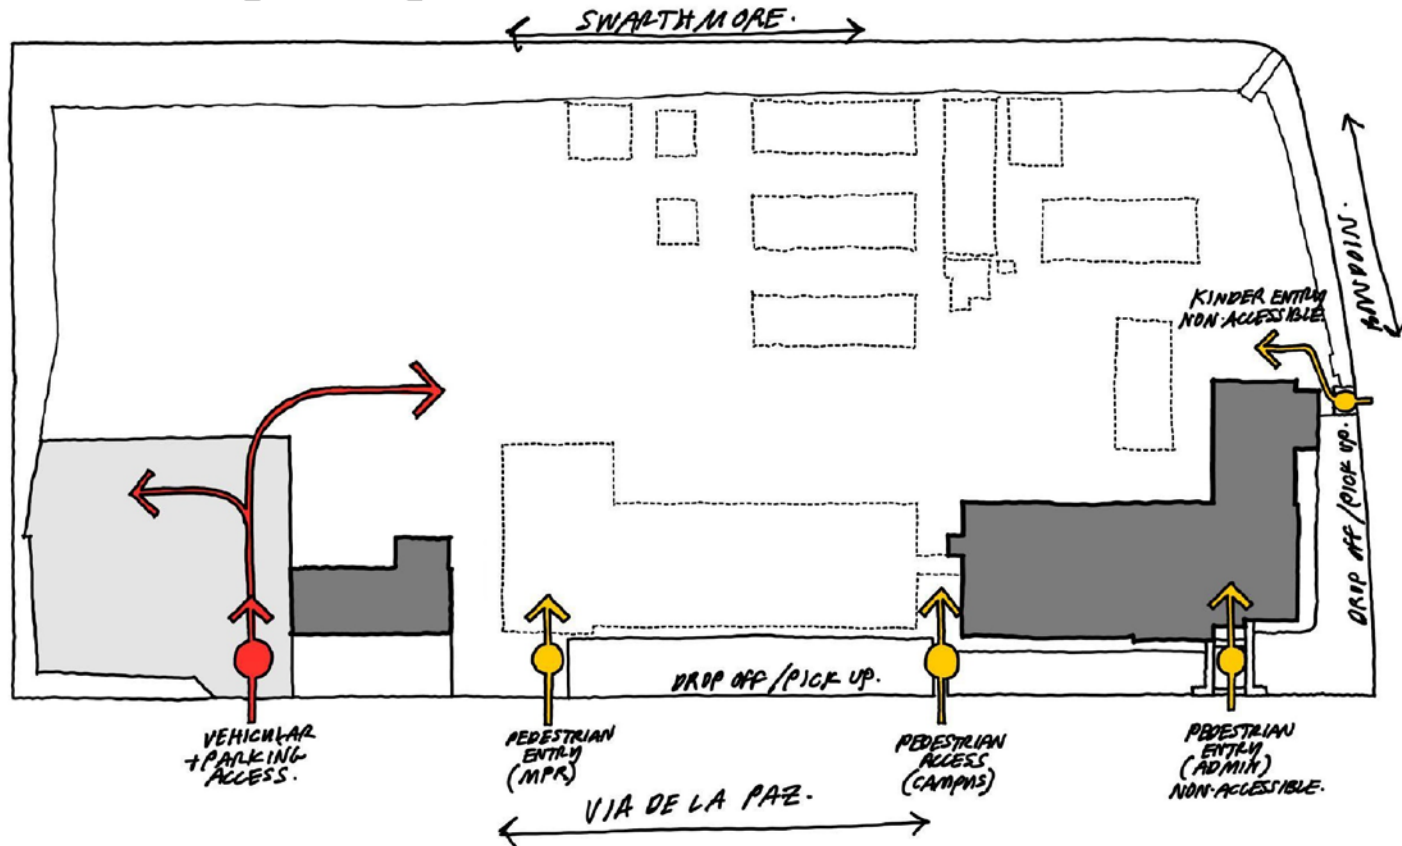 SWARTHMORE.
BOWDOIN.
KINDER ENTRY
NON-ACCESSIBLE.
DROP OFF/PICK UP.
DROP OFF/PICK UP.
VEHICULAR
+PARKING
ACCESS.
PEDESTRIAN
ENTRY
(MPR)
PEDESTRIAN
ACCESS
(CAMPUS)
PEDESTRIAN
ENTRY
(ADMIN)
NON-ACCESSIBLE.
VIA DE LA PAZ.